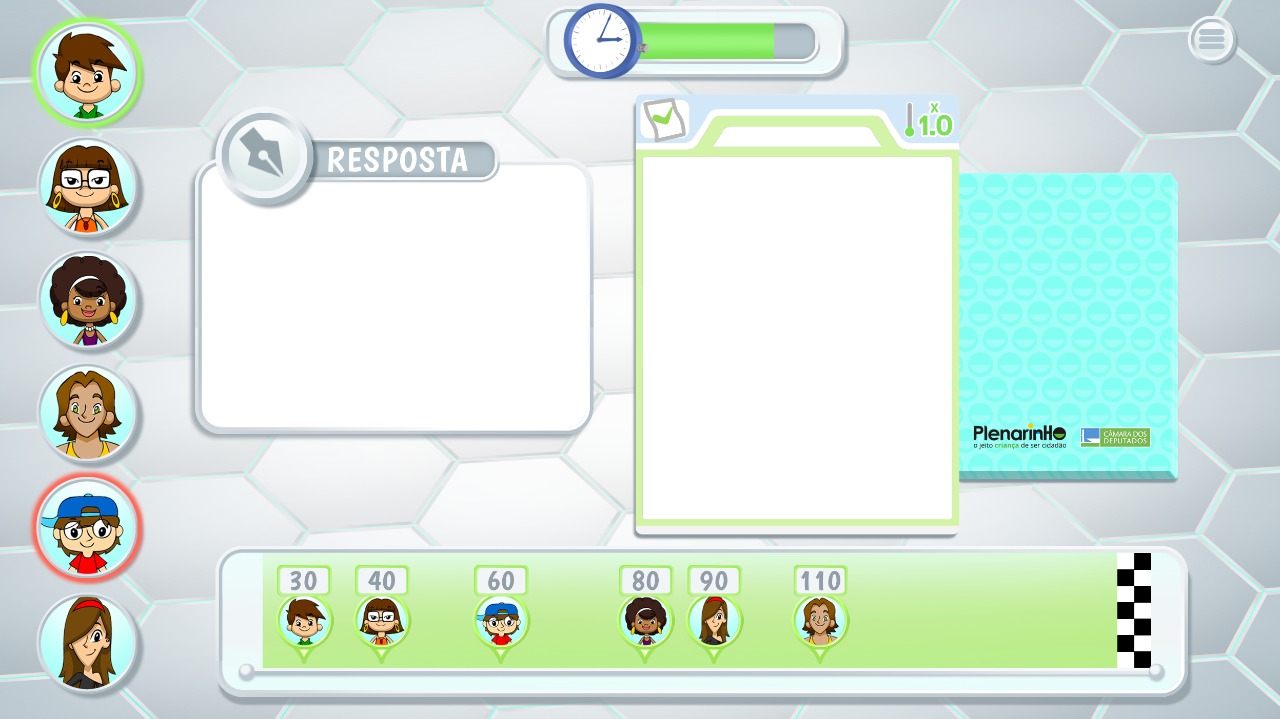 x
1.0
RESPOSTA
Plenarinho
o jeito criança de ser cidadão
CÂMARA DOS
DEPUTADOS
30 40 60 80 90 110